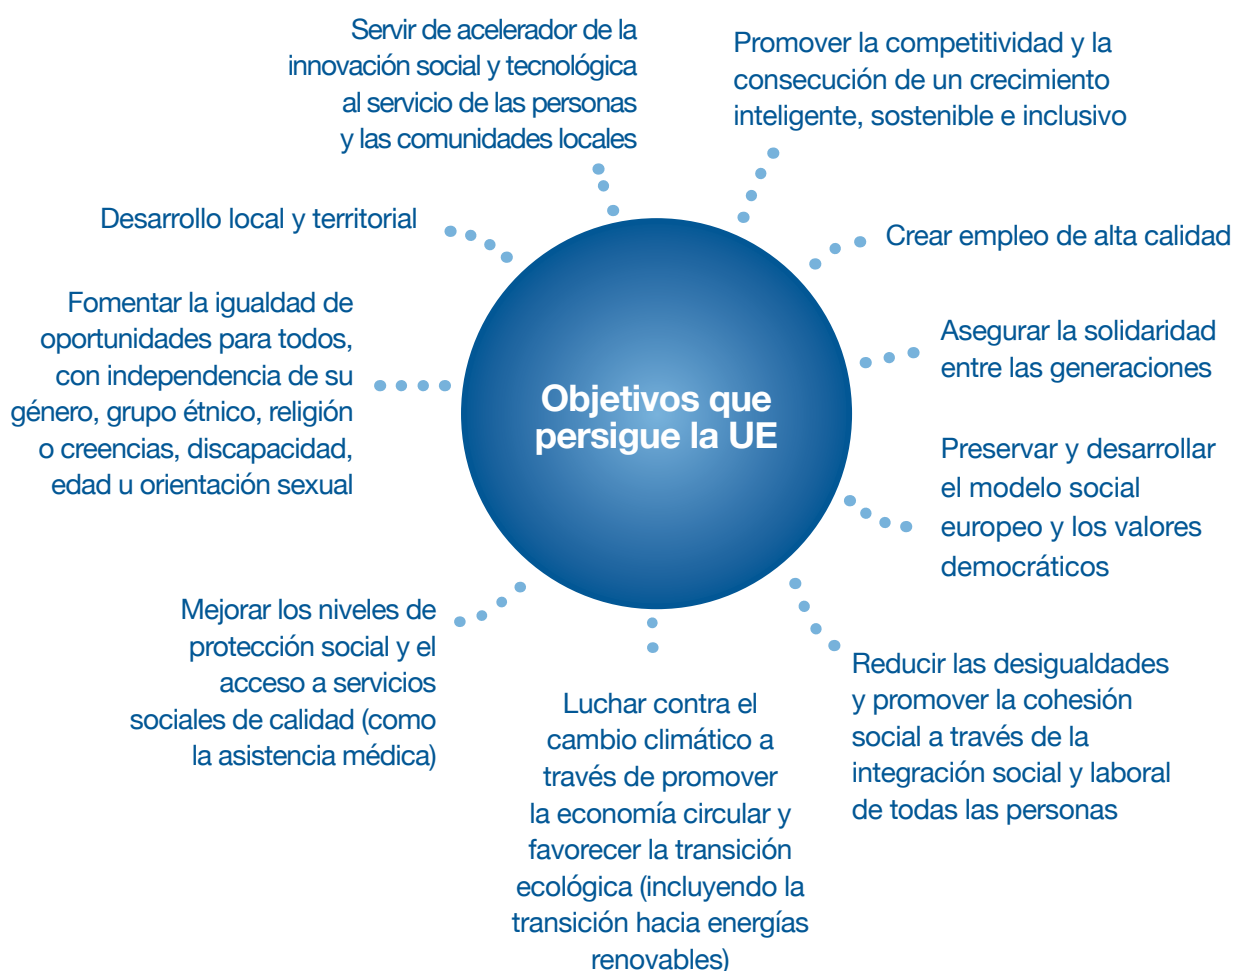 Servir de acelerador de la
innovación social y tecnológica
al servicio de las personas
y las comunidades locales
Promover la competitividad y la
consecución de un crecimiento
inteligente, sostenible e inclusivo
Desarrollo local y territorial
Crear empleo de alta calidad
Fomentar la igualdad de
oportunidades para todos,
con independencia de su
género, grupo étnico, religión
o creencias, discapacidad,
edad u orientación sexual
Asegurar la solidaridad
entre las generaciones
Objetivos que
persigue la UE
Preservar y desarrollar
el modelo social
europeo y los valores
democráticos
Mejorar los niveles de
protección social y el
acceso a servicios
sociales de calidad (como
la asistencia médica)
Luchar contra el
cambio climático a
través de promover
la economía circular y
favorecer la transición
ecológica (incluyendo la
transición hacia energías
renovables)
Reducir las desigualdades
y promover la cohesión
social a través de la
integración social y laboral
de todas las personas